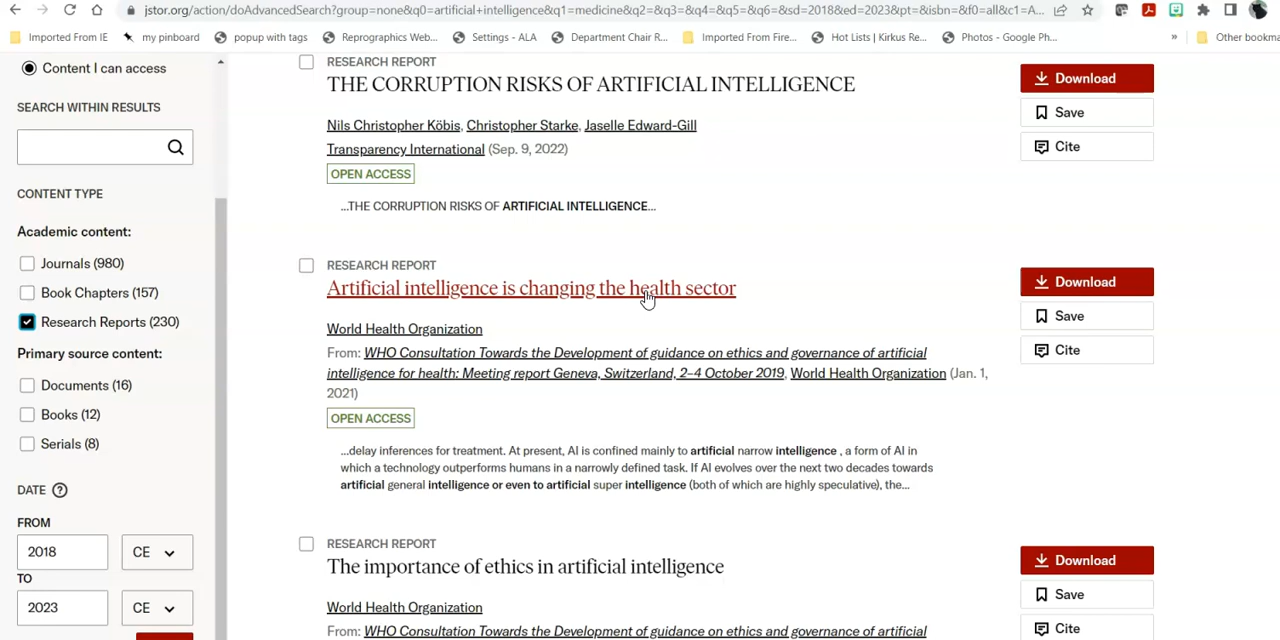 jstor.org/action/doAdvancedSearch?group=none&q0=artificial+intelligence&q1=medicine&q2=&q3=&q4=&q5=&q6=&sd=2018&ed=2023&pt=&isbn=&f0=all&c1=A...
Imported From IE my pinboard popup with tags Reprographics Web... Settings - ALA Department Chair R... Imported From Fire... Hot Lists | Kirkus Re... Photos - Google Ph... » Other bookma
Content I can access
SEARCH WITHIN RESULTS
CONTENT TYPE
Academic content:
Journals (980)
Book Chapters (157)
Research Reports (230)
Primary source content:
Documents (16)
Books (12)
Serials (8)
DATE ?
FROM
2018 CE
TO
2023 CE
RESEARCH REPORT
THE CORRUPTION RISKS OF ARTIFICIAL INTELLIGENCE
Nils Christopher Köbis, Christopher Starke, Jaselle Edward-Gill
Transparency International (Sep. 9, 2022)
OPEN ACCESS
...THE CORRUPTION RISKS OF ARTIFICIAL INTELLIGENCE...
Download
Save
Cite
RESEARCH REPORT
Artificial intelligence is changing the health sector
World Health Organization
From: WHO Consultation Towards the Development of guidance on ethics and governance of artificial
intelligence for health: Meeting report Geneva, Switzerland, 2–4 October 2019, World Health Organization (Jan. 1,
2021)
OPEN ACCESS
...delay inferences for treatment. At present, AI is confined mainly to artificial narrow intelligence , a form of AI in
which a technology outperforms humans in a narrowly defined task. If AI evolves over the next two decades towards
artificial general intelligence or even to artificial super intelligence (both of which are highly speculative), the...
Download
Save
Cite
RESEARCH REPORT
The importance of ethics in artificial intelligence
World Health Organization
From: WHO Consultation Towards the Development of guidance on ethics and governance of artificial
Download
Save
Cite